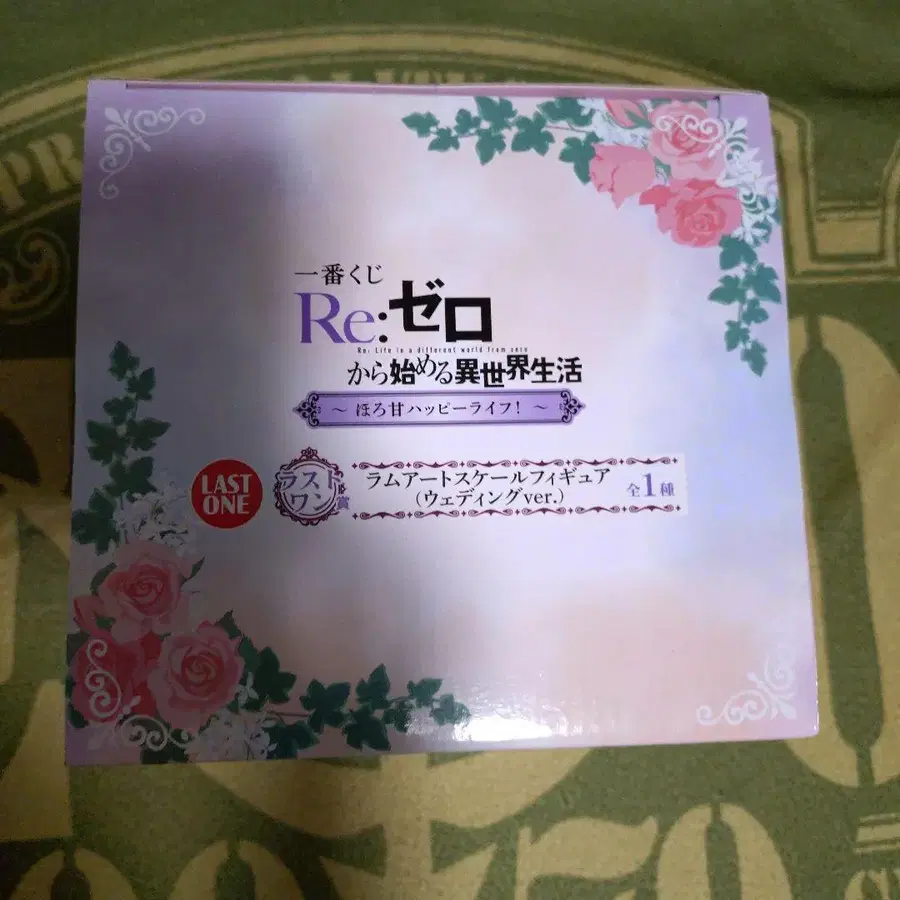 一番くじ
Re:ゼロ
Re: Life in a different world from zero
から始める異世界生活
～ ほろ甘ハッピーライフ! ～
LAST
ONE
ラスト
ワン賞
ラムアートスケールフィギュア
(ウェディングver.)
全1種